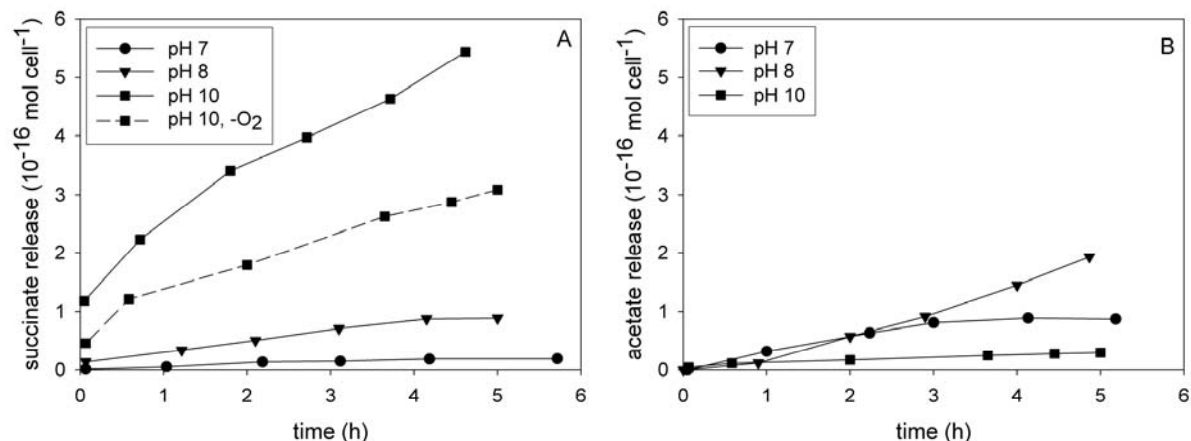 A
pH 7
pH 8
pH 10
pH 10, -O₂
succinate release (10⁻¹⁶ mol cell⁻¹)
6
5
4
3
2
1
0
0 1 2 3 4 5 6
time (h)
B
pH 7
pH 8
pH 10
acetate release (10⁻¹⁶ mol cell⁻¹)
6
5
4
3
2
1
0
0 1 2 3 4 5 6
time (h)